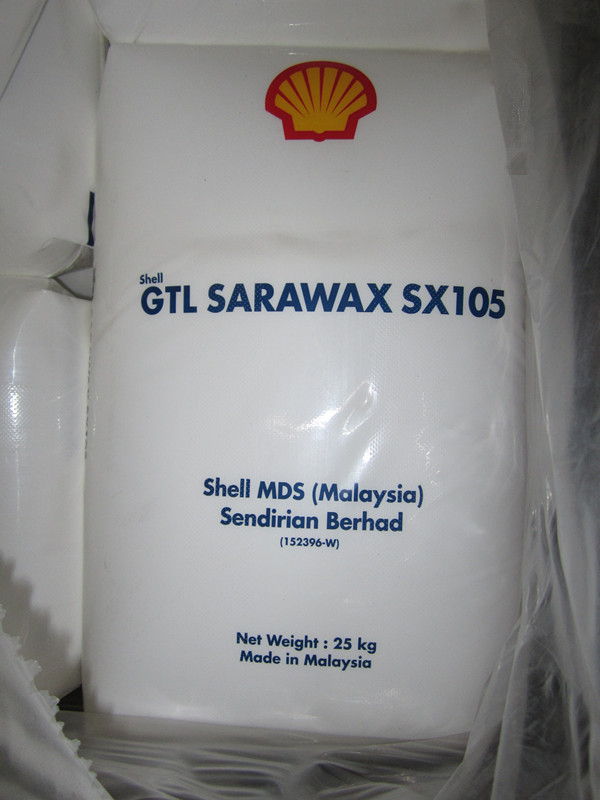 Shell
GTL SARAWAX SX105
Shell MDS (Malaysia)
Sendirian Berhad
(152396-W)
Net Weight : 25 kg
Made in Malaysia